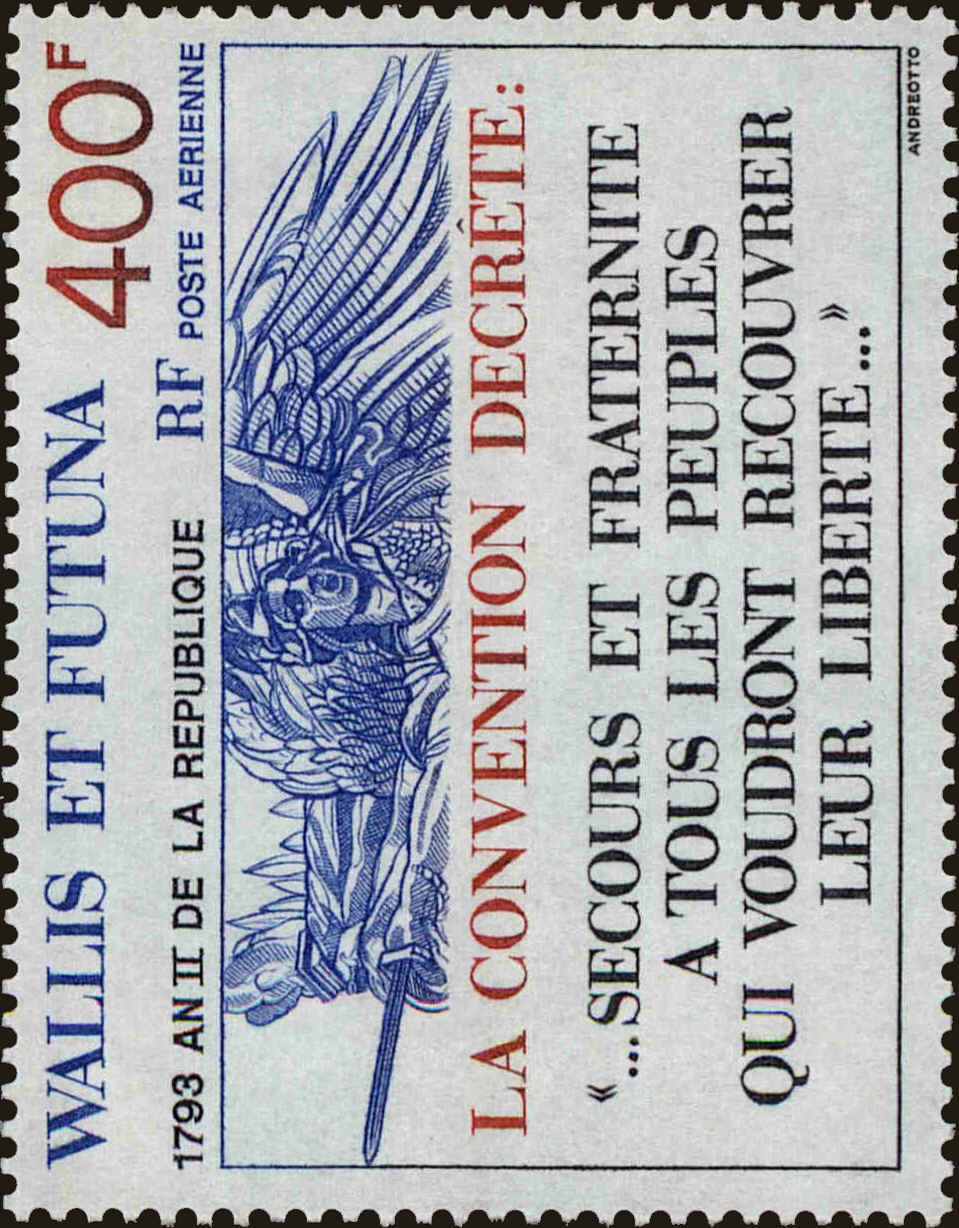 WALLIS ET FUTUNA 400F
1793 AN II DE LA REPUBLIQUE RF POSTE AERIENNE
LA CONVENTION DECRÊTE:
«...SECOURS ET FRATERNITE
A TOUS LES PEUPLES
QUI VOUDRONT RECOUVRER
LEUR LIBERTE...»
ANDREOTTO